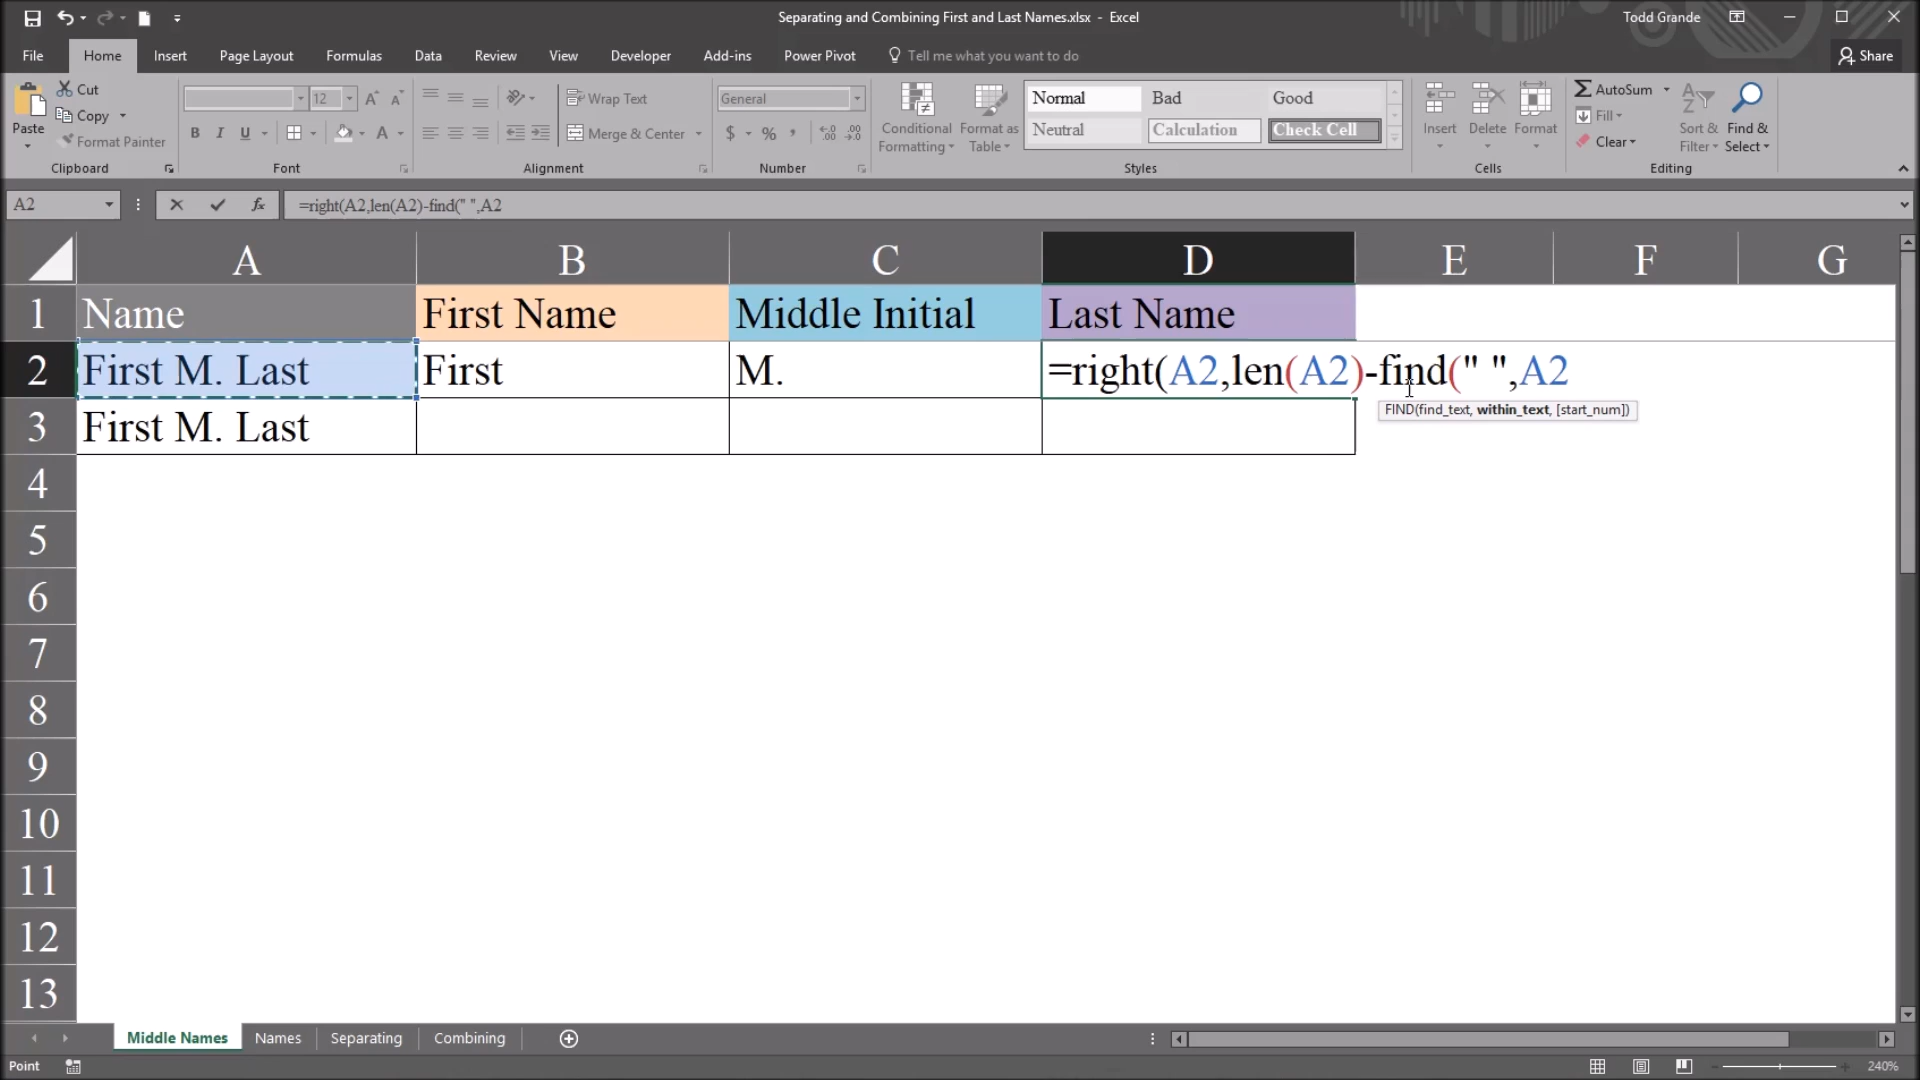 Separating and Combining First and Last Names.xlsx - Excel
Todd Grande
File Home Insert Page Layout Formulas Data Review View Developer Add-ins Power Pivot Tell me what you want to do Share
Paste
Cut
Copy
Format Painter
Clipboard
12
Font
Wrap Text
Merge & Center
Alignment
General
Number
Conditional Formatting
Format as Table
Normal Bad Good
Neutral Calculation Check Cell
Styles
Insert Delete Format
Cells
AutoSum
Fill
Clear
Sort & Filter
Find & Select
Editing
A2
=right(A2,len(A2)-find(" ",A2
A B C D E F G
1 Name First Name Middle Initial Last Name
2 First M. Last First M. =right(A2,len(A2)-find(" ",A2
FIND(find_text, within_text, [start_num])
3 First M. Last
4
5
6
7
8
9
10
11
12
13
Middle Names Names Separating Combining
Point
240%